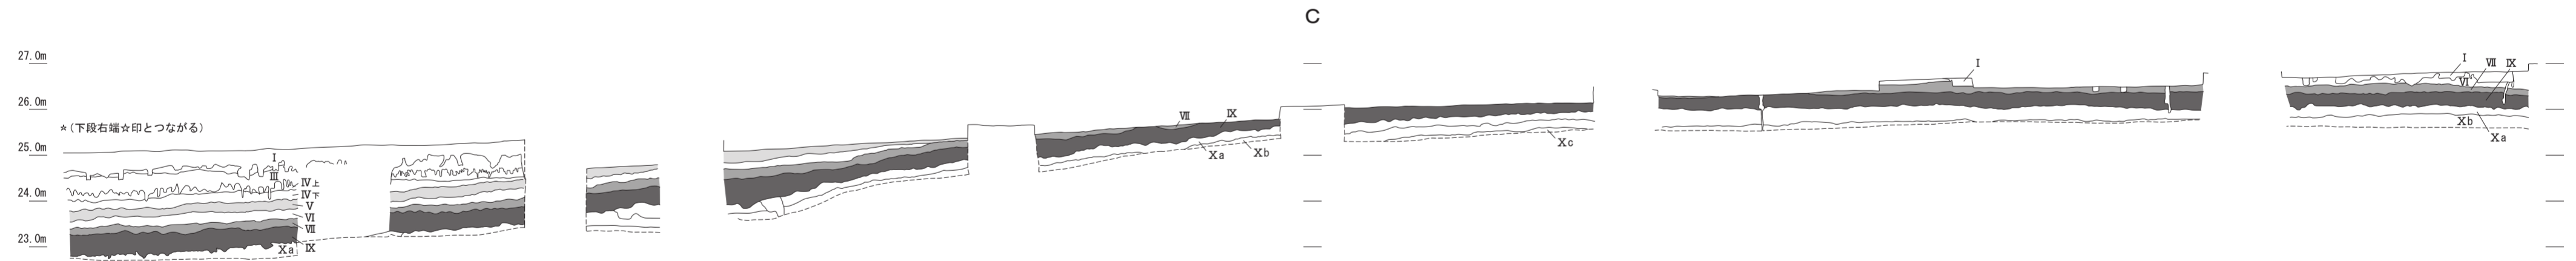 C
27.0m
26.0m
25.0m
24.0m
23.0m
*(下段右端☆印とつながる)
I
III
IV上
IV下
V
VI
VII
IX
Xa
VII
IX
Xa
Xb
Xc
I
I
VI
VII
IX
Xb
Xa